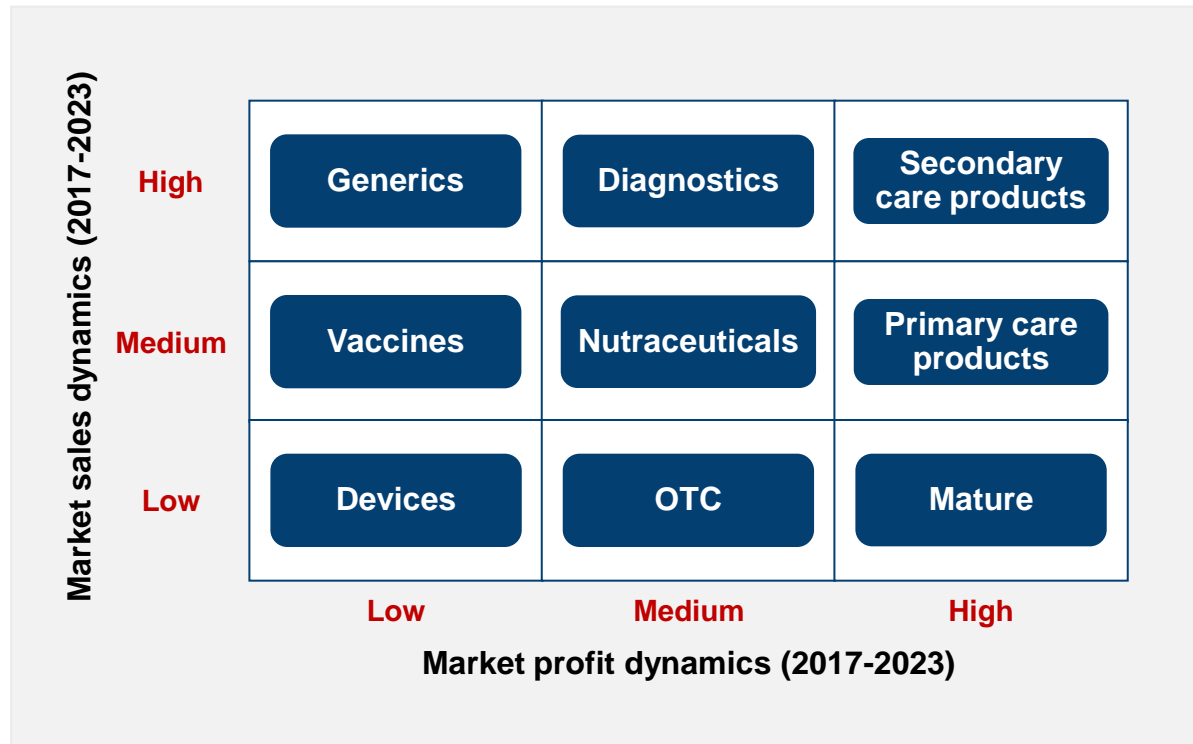 Market sales dynamics (2017-2023)
High
Generics
Diagnostics
Secondary
care products
Medium
Vaccines
Nutraceuticals
Primary care
products
Low
Devices
OTC
Mature
Low
Medium
High
Market profit dynamics (2017-2023)